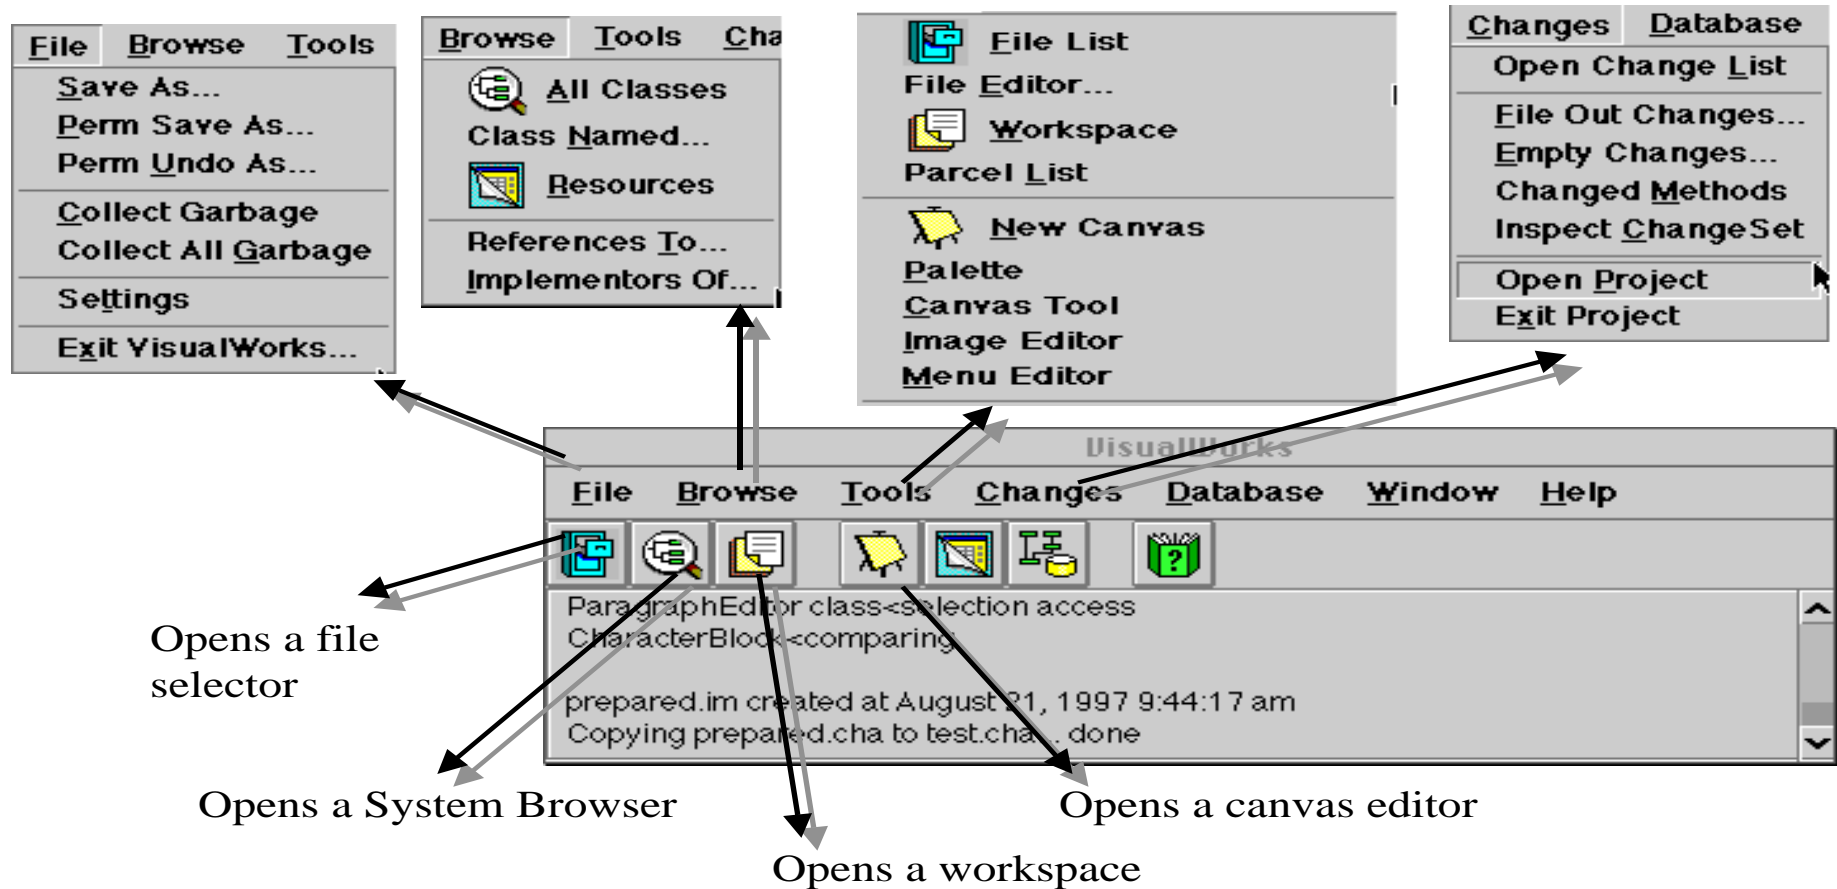 File Browse Tools
Save As...
Perm Save As...
Perm Undo As...
Collect Garbage
Collect All Garbage
Settings
Exit VisualWorks...
Browse Tools Cha
All Classes
Class Named...
Resources
References To...
Implementors Of...
File List
File Editor...
Workspace
Parcel List
New Canvas
Palette
Canvas Tool
Image Editor
Menu Editor
Changes Database
Open Change List
File Out Changes...
Empty Changes...
Changed Methods
Inspect ChangeSet
Open Project
Exit Project
VisualWorks
File Browse Tools Changes Database Window Help
?
ParagraphEditor class<selection access
CharacterBlock<comparing
prepared.im created at August 21, 1997 9:44:17 am
Copying prepared.cha to test.cha... done
Opens a file
selector
Opens a System Browser
Opens a canvas editor
Opens a workspace